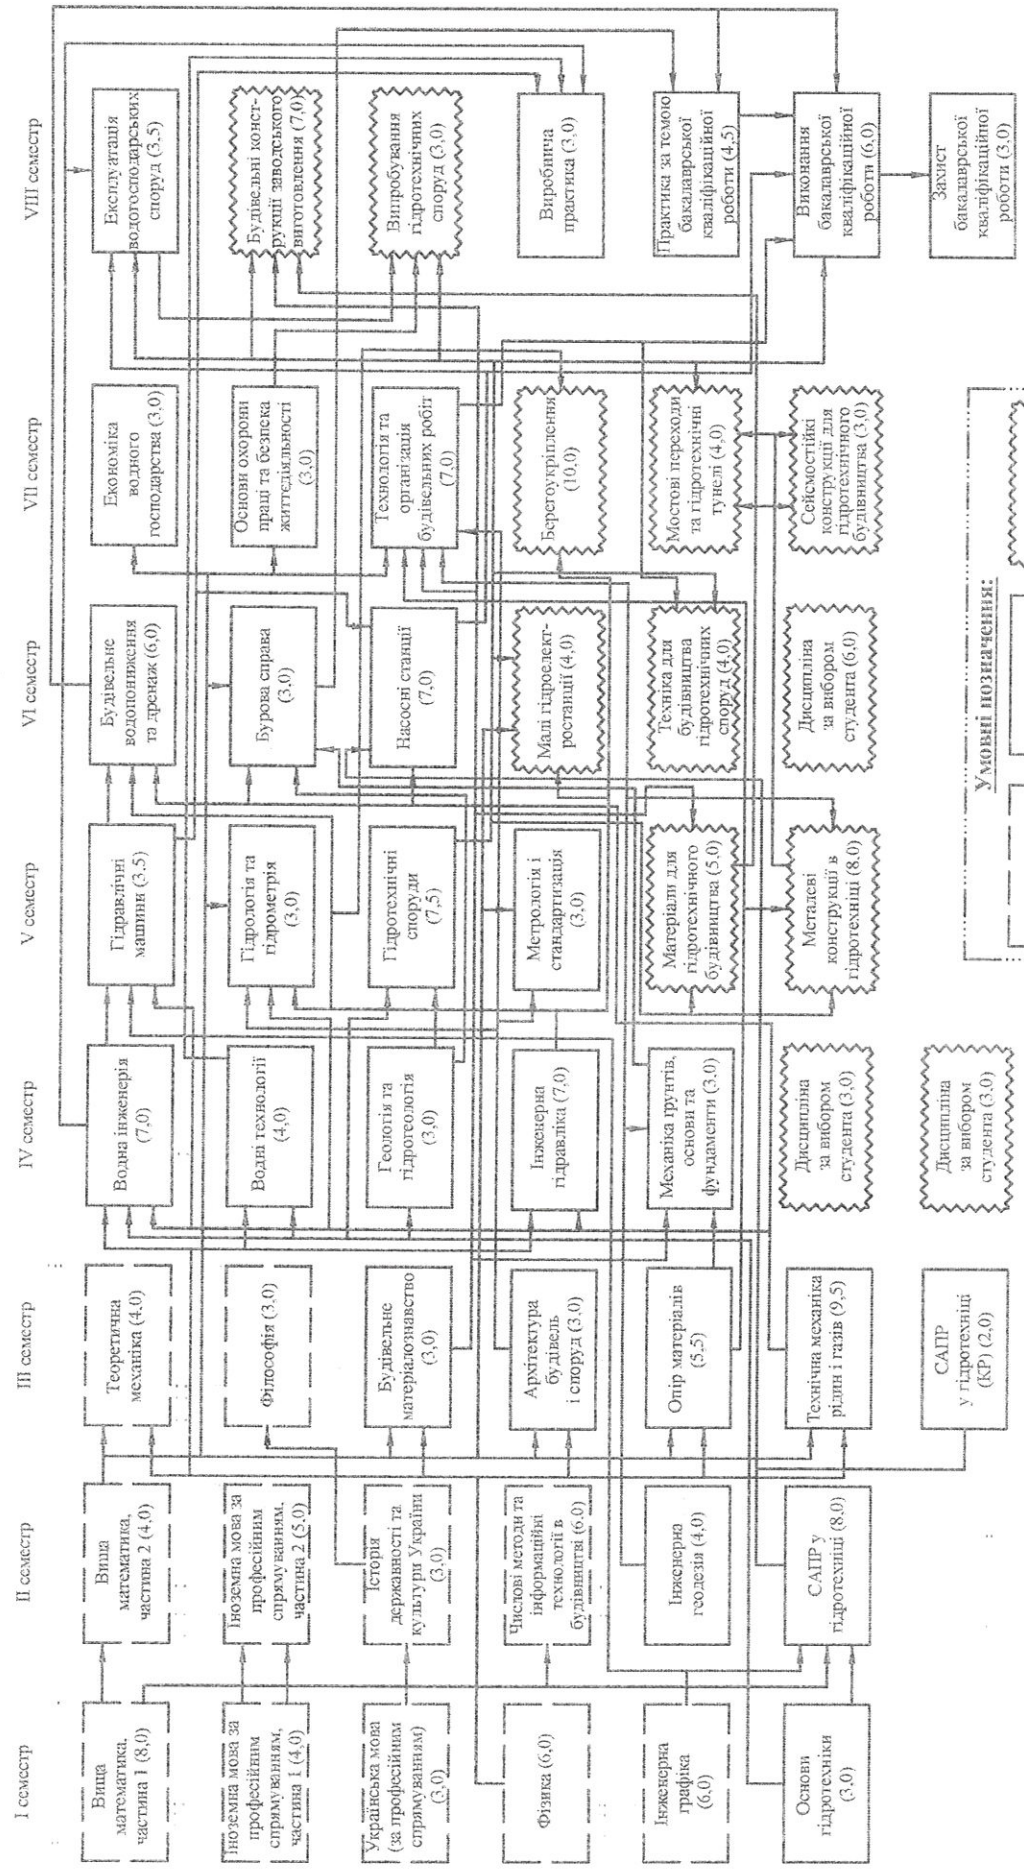 I семестр
Вища
математика,
частина 1 (8,0)
Іноземна мова за
професійним
спрямуванням,
частина 1 (4,0)
Українська мова
(за професійним
спрямуванням)
(3,0)
Фізика (6,0)
Інженерна
графіка
(6,0)
Основи
гідротехніки
(3,0)
II семестр
Вища
математика,
частина 2 (4,0)
Іноземна мова за
професійним
спрямуванням,
частина 2 (5,0)
Історія
державності та
культури України
(3,0)
Числові методи та
інформаційні
технології в
будівництві (6,0)
Інженерна
геодезія (4,0)
САПР у
гідротехніці (8,0)
III семестр
Теоретична
механіка (4,0)
Філософія (3,0)
Будівельне
матеріалознавство
(3,0)
Архітектура
будівель
і споруд (3,0)
Опір матеріалів
(5,5)
Технічна механіка
рідин і газів (9,5)
САПР
у гідротехніці
(КР) (2,0)
IV семестр
Водна інженерія
(7,0)
Водні технології
(4,0)
Геологія та
гідрогеологія
(3,0)
Інженерна
гідравліка (7,0)
Механіка ґрунтів,
основи та
фундаменти (3,0)
Дисципліна
за вибором
студента (3,0)
Дисципліна
за вибором
студента (3,0)
V семестр
Гідравлічні
машини (3,5)
Гідрологія та
гідрометрія
(3,0)
Гідротехнічні
споруди
(7,5)
Метрологія і
стандартизація
(3,0)
Матеріали для
гідротехнічного
будівництва (5,0)
Металеві
конструкції в
гідротехніці (8,0)
VI семестр
Будівельне
водопониження
та дренаж (6,0)
Бурова справа
(3,0)
Насосні станції
(7,0)
Малі гідроелект-
ростанції (4,0)
Техніка для
будівництва
гідротехнічних
споруд (4,0)
Дисципліна
за вибором
студента (6,0)
VII семестр
Економіка
водного
господарства (3,0)
Основи охорони
праці та безпека
життєдіяльності
(3,0)
Технологія та
організація
будівельних робіт
(7,0)
Берегоукріплення
(10,0)
Мостові переходи
та гідротехнічні
тунелі (4,0)
Сейсмостійкі
конструкції для
гідротехнічного
будівництва (3,0)
VIII семестр
Експлуатація
водогосподарських
споруд (3,5)
Будівельні конст-
рукції заводського
виготовлення (7,0)
Випробування
гідротехнічних
споруд (3,0)
Виробнича
практика (3,0)
Практика за темою
бакалаврської
кваліфікаційної
роботи (4,5)
Виконання
бакалаврської
кваліфікаційної
роботи (6,0)
Захист
бакалаврської
кваліфікаційної
роботи (3,0)
Умовні позначення: